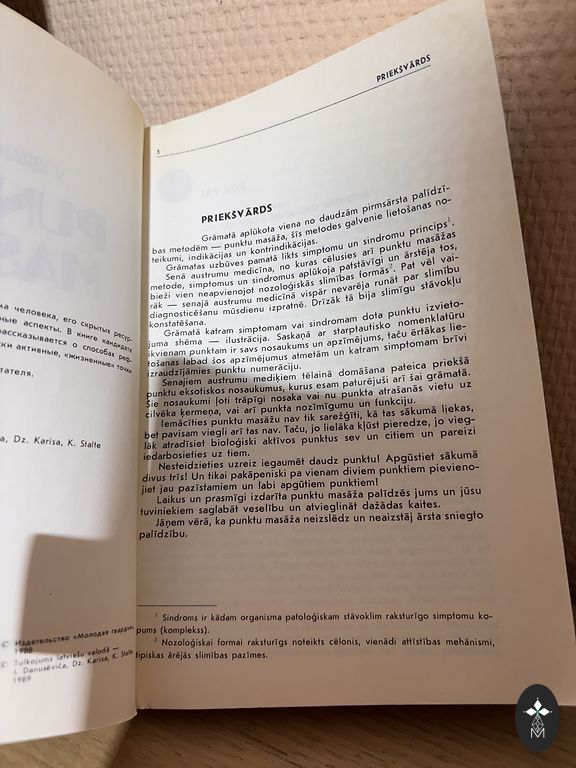 ка человека, его скрытых ресур-
ные аспекты. В книге кандидата
рассказывается о способах реф-
ски активные, «жизненные» точки
тателя.
a, Dz. Karisa, K. Stalte
© Издательство «Молодая гвардия»,
1988
© Tulkojums latviešu valodā —
I. Danuseviča, Dz. Karisa, K. Stalte,
1989
PRIEKŠVĀRDS
3
PRIEKŠVĀRDS
Grāmatā aplūkota viena no daudzām pirmsārsta palīdzī-
bas metodēm — punktu masāža, šīs metodes galvenie lietošanas no-
teikumi, indikācijas un kontrindikācijas.
Grāmatas uzbūves pamatā likts simptomu un sindromu princips¹,
Senā austrumu medicīna, no kuras cēlusies arī punktu masāžas
metode, simptomus un sindromus aplūkoja patstāvīgi un ārstēja tos,
bieži vien neapvienojot nozoloģiskās slimības formās². Pat vēl vai-
rāk — senajā austrumu medicīnā vispār nevarēja runāt par slimību
diagnosticēšanu mūsdienu izpratnē. Drīzāk tā bija slimīgu stāvokļu
konstatēšana.
Grāmatā katram simptomam vai sindromam dota punktu izvieto-
juma shēma — ilustrācija. Saskaņā ar starptautisko nomenklatūru
ikvienam punktam ir savs nosaukums un apzīmējums, taču ērtākas lie-
tošanas labad šos apzīmējumus atmetām un katram simptomam brīvi
izraudzījāmies punktu numerāciju.
Senajiem austrumu mediķiem tēlainā domāšana pateica priekšā
punktu eksotiskos nosaukumus, kurus esam paturējuši arī šai grāmatā.
Šie nosaukumi ļoti trāpīgi nosaka vai nu punkta atrašanās vietu uz
cilvēka ķermeņa, vai arī punkta nozīmīgumu un funkciju.
Iemācīties punktu masāžu nav tik sarežģīti, kā tas sākumā liekas,
bet pavisam viegli arī tas nav. Taču, jo lielāka kļūst pieredze, jo vieg-
lāk atradīsiet bioloģiski aktīvos punktus sev un citiem un pareizi
iedarbosieties uz tiem.
Nesteidzieties uzreiz iegaumēt daudz punktu! Apgūstiet sākumā
divus trīs! Un tikai pakāpeniski pa vienam diviem punktiem pievieno-
jiet jau pazīstamiem un labi apgūtiem punktiem!
Laikus un prasmīgi izdarīta punktu masāža palīdzēs jums un jūsu
tuviniekiem saglabāt veselību un atvieglināt dažādas kaites.
Jāņem vērā, ka punktu masāža neizslēdz un neaizstāj ārsta sniegto
palīdzību.
¹ Sindroms ir kādam organisma patoloģiskam stāvoklim raksturīgo simptomu ko-
pums (komplekss).
² Nozoloģiskai formai raksturīgs noteikts cēlonis, vienādi attīstības mehānismi,
tipiskas ārējās slimības pazīmes.
M